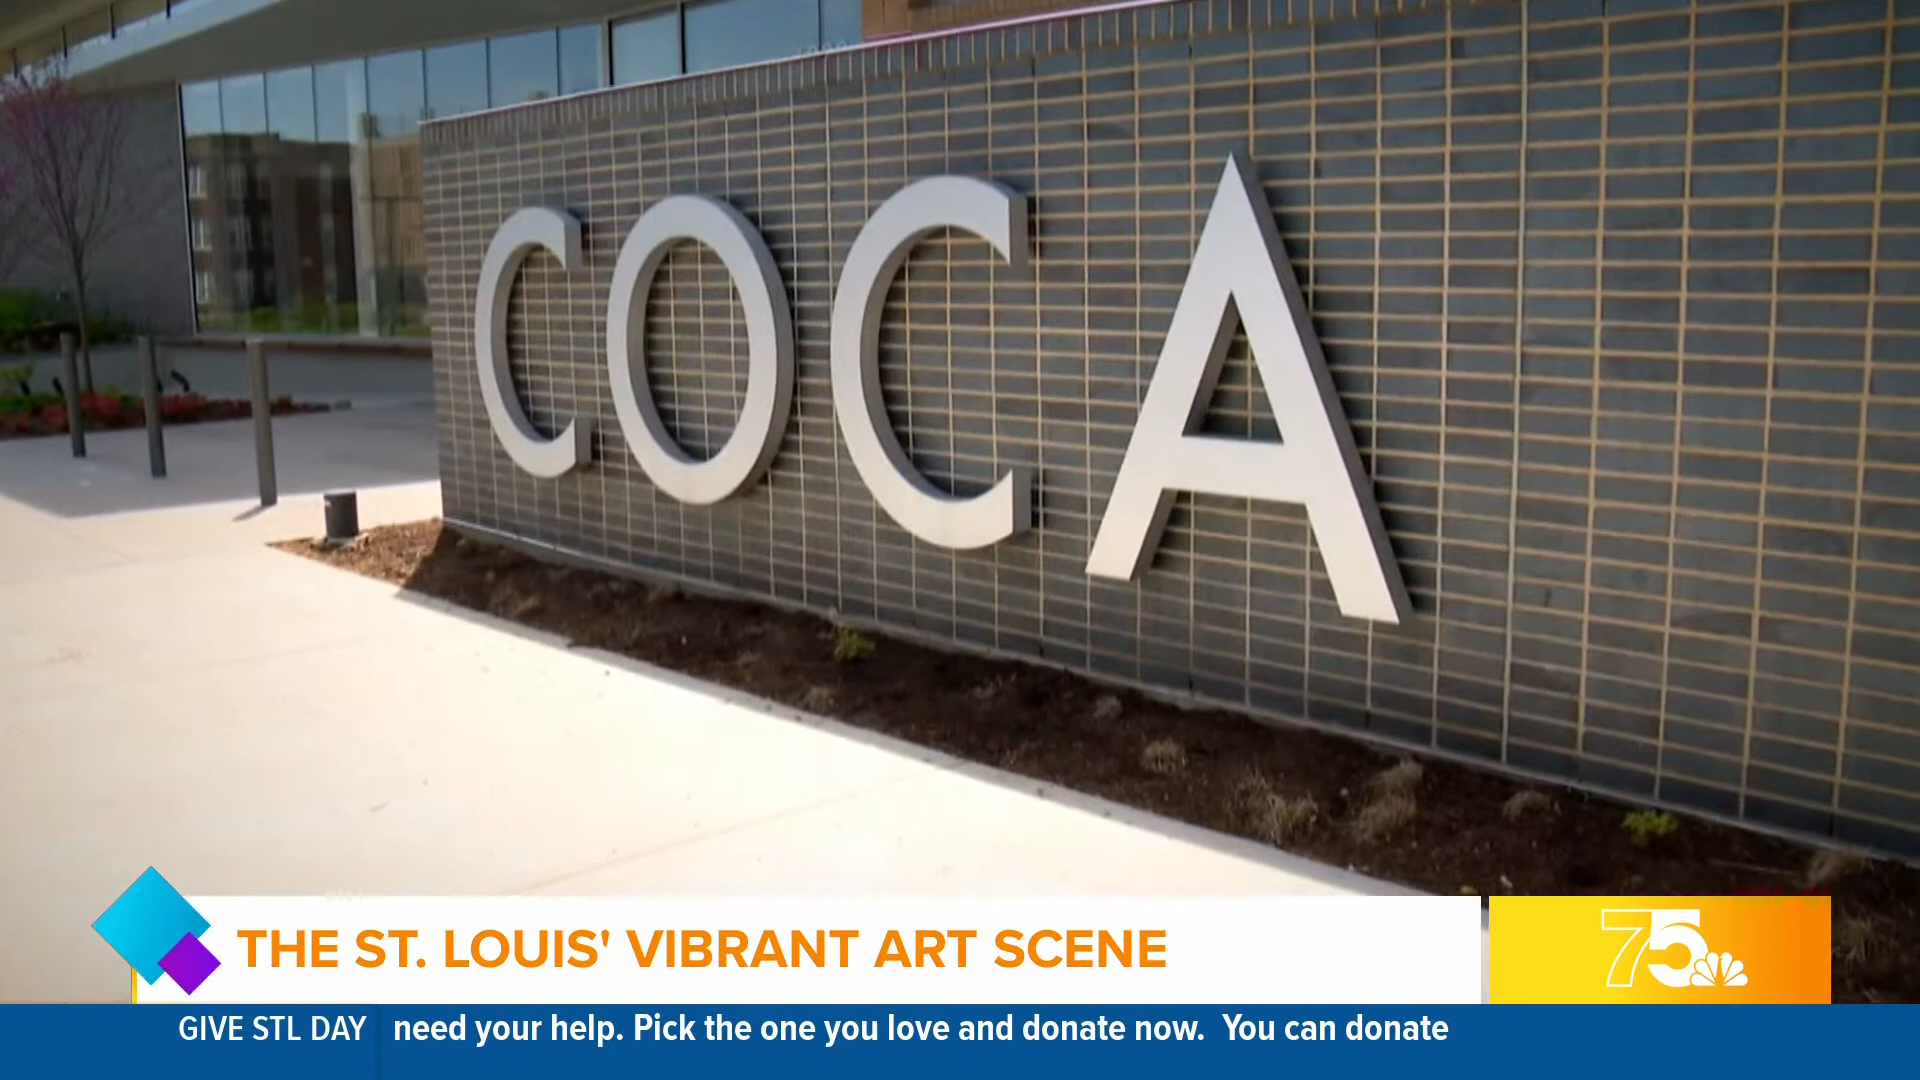 COCA
THE ST. LOUIS' VIBRANT ART SCENE
75
GIVE STL DAY need your help. Pick the one you love and donate now. You can donate